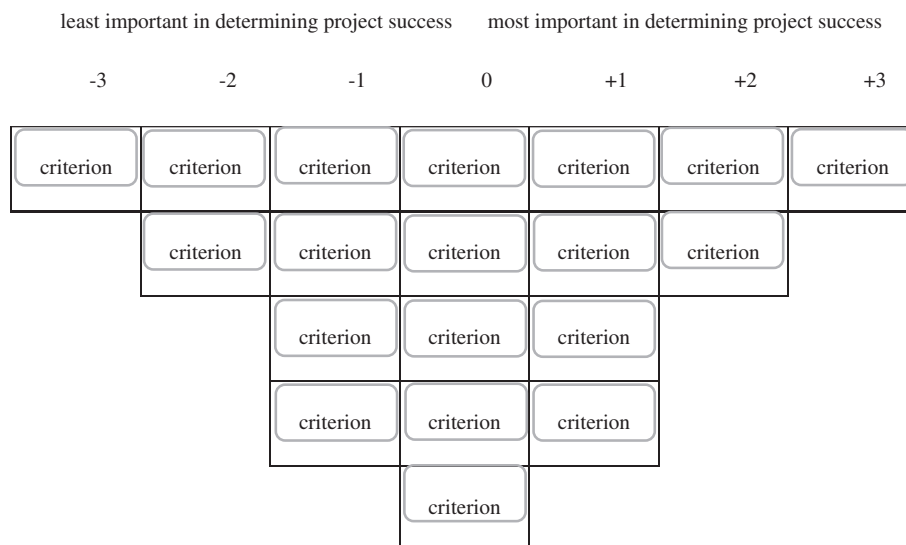 least important in determining project success most important in determining project success
-3 -2 -1 0 +1 +2 +3
criterion criterion criterion criterion criterion criterion criterion
criterion criterion criterion criterion criterion
criterion criterion criterion
criterion criterion criterion
criterion